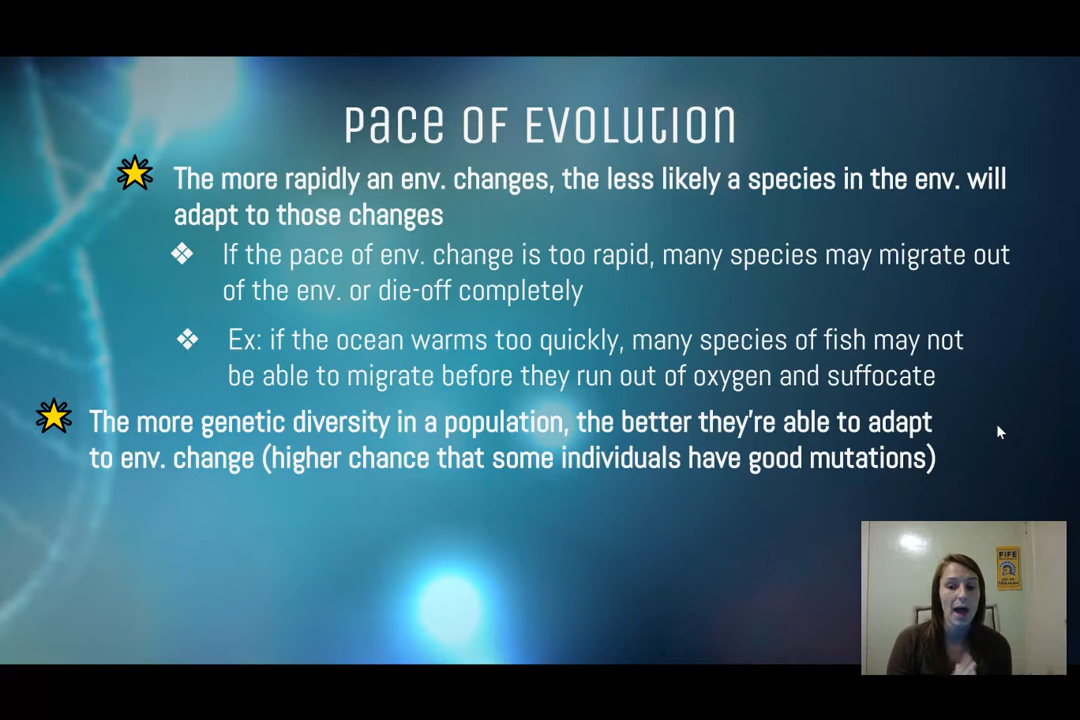 Pace OF Evolution
The more rapidly an env. changes, the less likely a species in the env. will
adapt to those changes
❖ If the pace of env. change is too rapid, many species may migrate out
of the env. or die-off completely
❖ Ex: if the ocean warms too quickly, many species of fish may not
be able to migrate before they run out of oxygen and suffocate
The more genetic diversity in a population, the better they're able to adapt
to env. change (higher chance that some individuals have good mutations)
FIFE
TROJANS